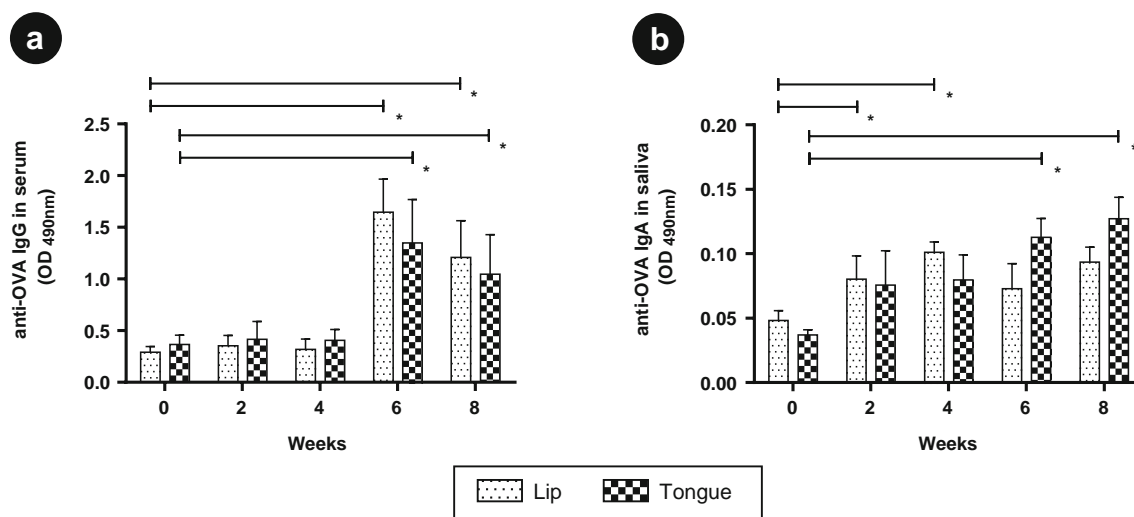 a
anti-OVA IgG in serum
(OD 490nm)
2.5
2.0
1.5
1.0
0.5
0.0
*
*
*
*
0 2 4 6 8
Weeks
b
anti-OVA IgA in saliva
(OD 490nm)
0.20
0.15
0.10
0.05
0.00
*
*
*
*
0 2 4 6 8
Weeks
Lip Tongue